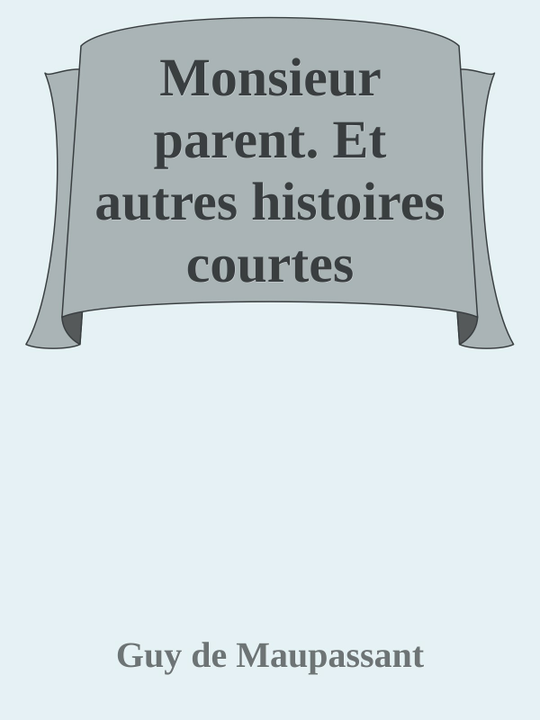 Monsieur
parent. Et
autres histoires
courtes
Guy de Maupassant